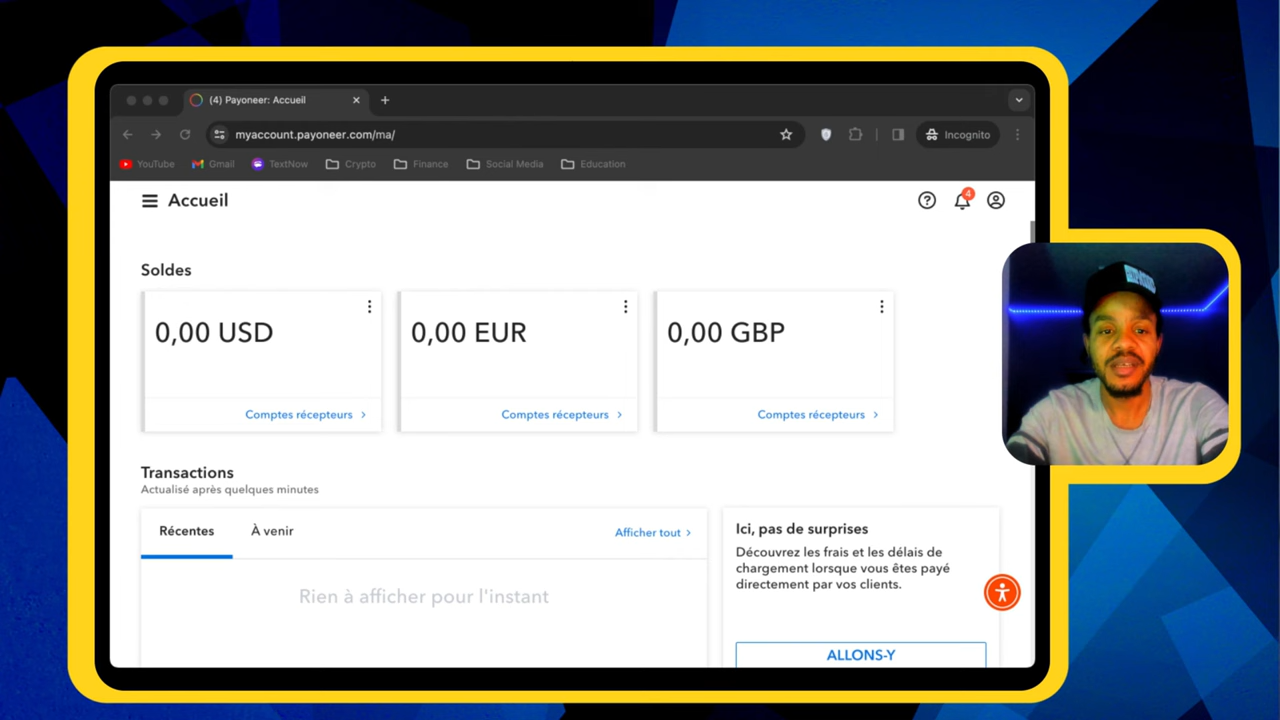 (4) Payoneer: Accueil
myaccount.payoneer.com/ma/
Incognito
YouTube
Gmail
TextNow
Crypto
Finance
Social Media
Education
Accueil
4
Soldes
0,00 USD
0,00 EUR
0,00 GBP
Comptes récepteurs
Comptes récepteurs
Comptes récepteurs
Transactions
Actualisé après quelques minutes
Récentes
À venir
Afficher tout
Rien à afficher pour l'instant
Ici, pas de surprises
Découvrez les frais et les délais de
chargement lorsque vous êtes payé
directement par vos clients.
ALLONS-Y